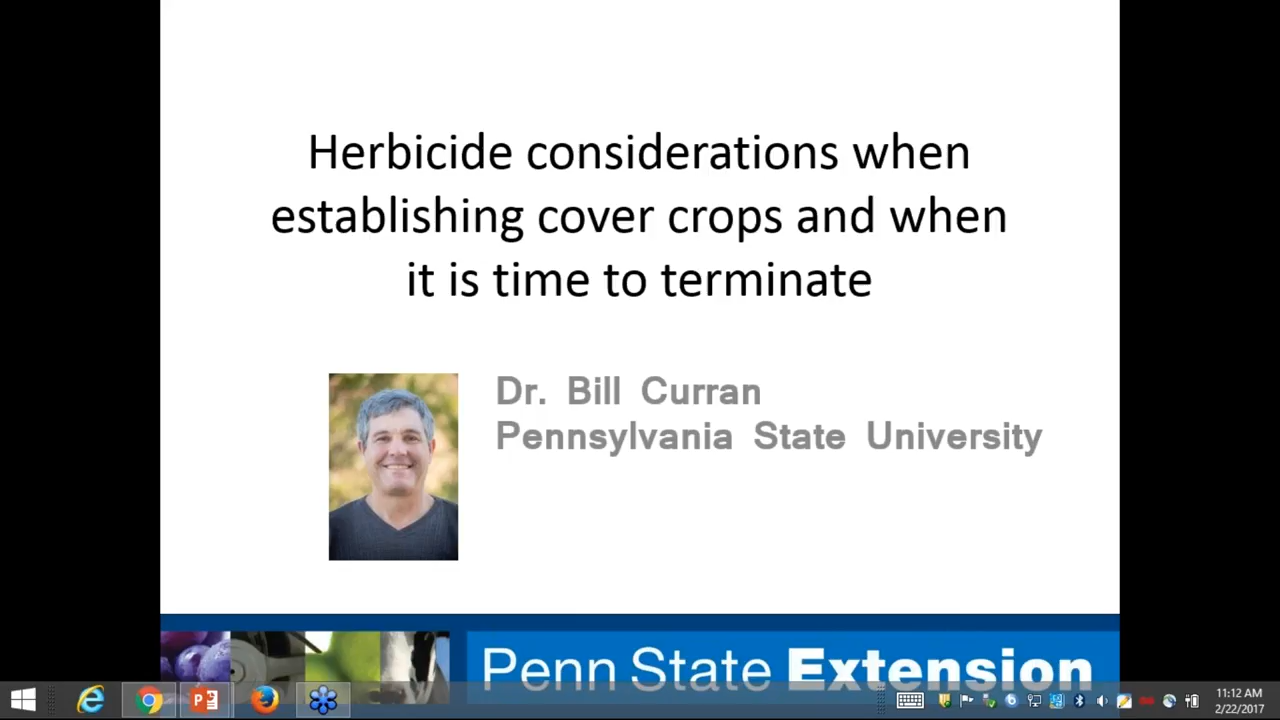 Herbicide considerations when
establishing cover crops and when
it is time to terminate
Dr. Bill Curran
Pennsylvania State University
Penn State Extension
11:12 AM
2/22/2017